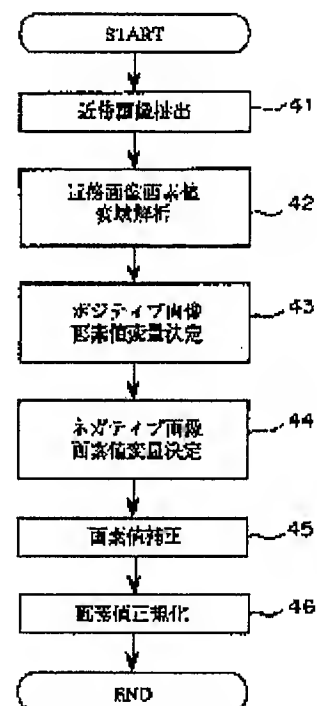 START
近傍画像抽出
41
近傍画像画素値
変域解析
42
ポジティブ画像
画素値変量決定
43
ネガティブ画像
画素値変量決定
44
画素値補正
45
画素値正規化
46
END